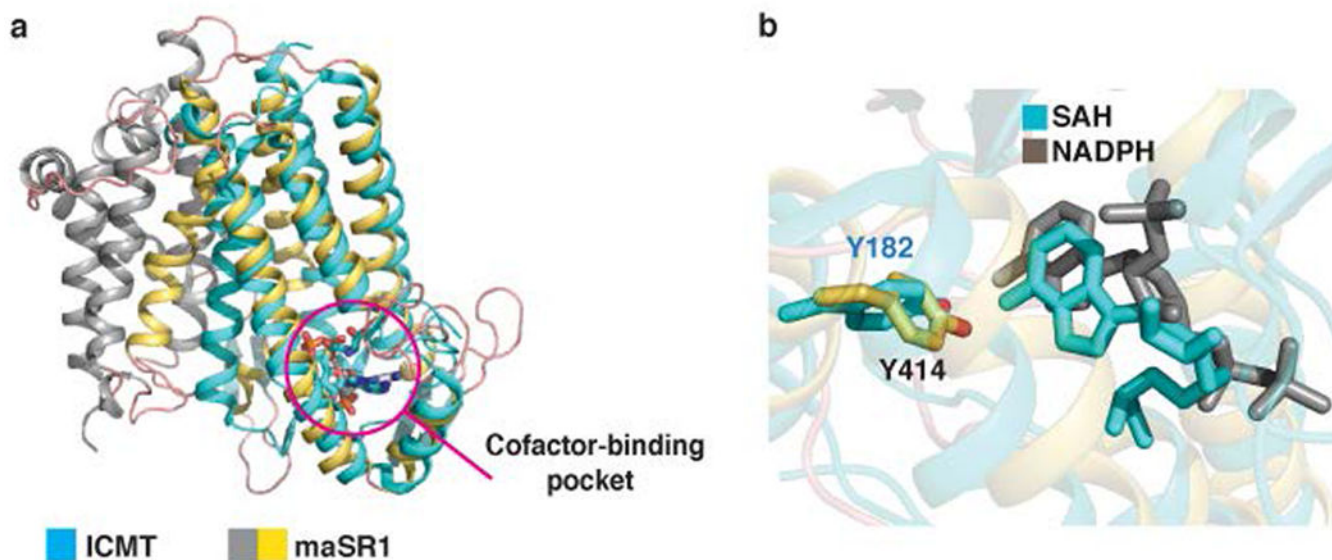 a
b
SAH
NADPH
Y182
Y414
Cofactor-binding
pocket
ICMT
maSR1